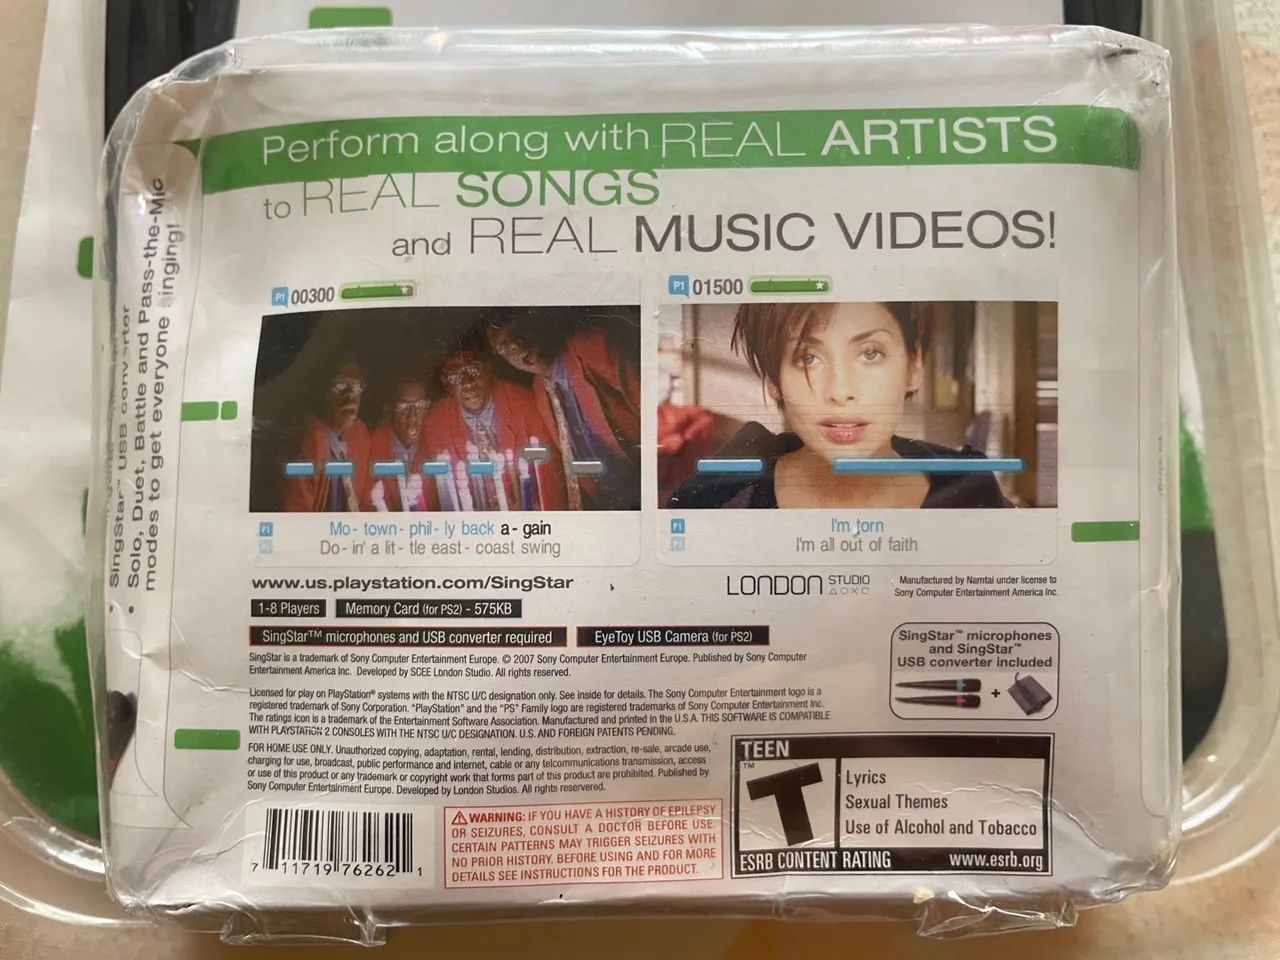 Perform along with REAL ARTISTS
to REAL SONGS
and REAL MUSIC VIDEOS!
SingStar™ USB converter
• Solo, Duet, Battle and Pass-the-Mic
modes to get everyone singing!
P1 00300
P1 01500
P1 Mo- town- phil- ly back a- gain
P1 Do- in' a lit- tle east- coast swing
P1 I'm torn
P1 I'm all out of faith
www.us.playstation.com/SingStar
LONDON STUDIO
Manufactured by Namtai under license to
Sony Computer Entertainment America Inc.
1-8 Players
Memory Card (for PS2) - 575KB
SingStar™ microphones and USB converter required
EyeToy USB Camera (for PS2)
SingStar™ microphones
and SingStar™
USB converter included
+
SingStar is a trademark of Sony Computer Entertainment Europe. © 2007 Sony Computer Entertainment Europe. Published by Sony Computer
Entertainment America Inc. Developed by SCEE London Studio. All rights reserved.
Licensed for play on PlayStation® systems with the NTSC U/C designation only. See inside for details. The Sony Computer Entertainment logo is a
registered trademark of Sony Corporation. "PlayStation" and the "PS" Family logo are registered trademarks of Sony Computer Entertainment Inc.
The ratings icon is a trademark of the Entertainment Software Association. Manufactured and printed in the U.S.A. THIS SOFTWARE IS COMPATIBLE
WITH PLAYSTATION 2 CONSOLES WITH THE NTSC U/C DESIGNATION. U.S. AND FOREIGN PATENTS PENDING.
FOR HOME USE ONLY. Unauthorized copying, adaptation, rental, lending, distribution, extraction, re-sale, arcade use,
charging for use, broadcast, public performance and internet, cable or any telcommunications transmission, access
or use of this product or any trademark or copyright work that forms part of this product are prohibited. Published by
Sony Computer Entertainment Europe. Developed by London Studios. All rights resererved.
7 11719 76262 1
WARNING: IF YOU HAVE A HISTORY OF EPILEPSY
OR SEIZURES, CONSULT A DOCTOR BEFORE USE.
CERTAIN PATTERNS MAY TRIGGER SEIZURES WITH
NO PRIOR HISTORY. BEFORE USING AND FOR MORE
DETAILS SEE INSTRUCTIONS FOR THE PRODUCT.
TEEN
T™
Lyrics
Sexual Themes
Use of Alcohol and Tobacco
ESRB CONTENT RATING www.esrb.org